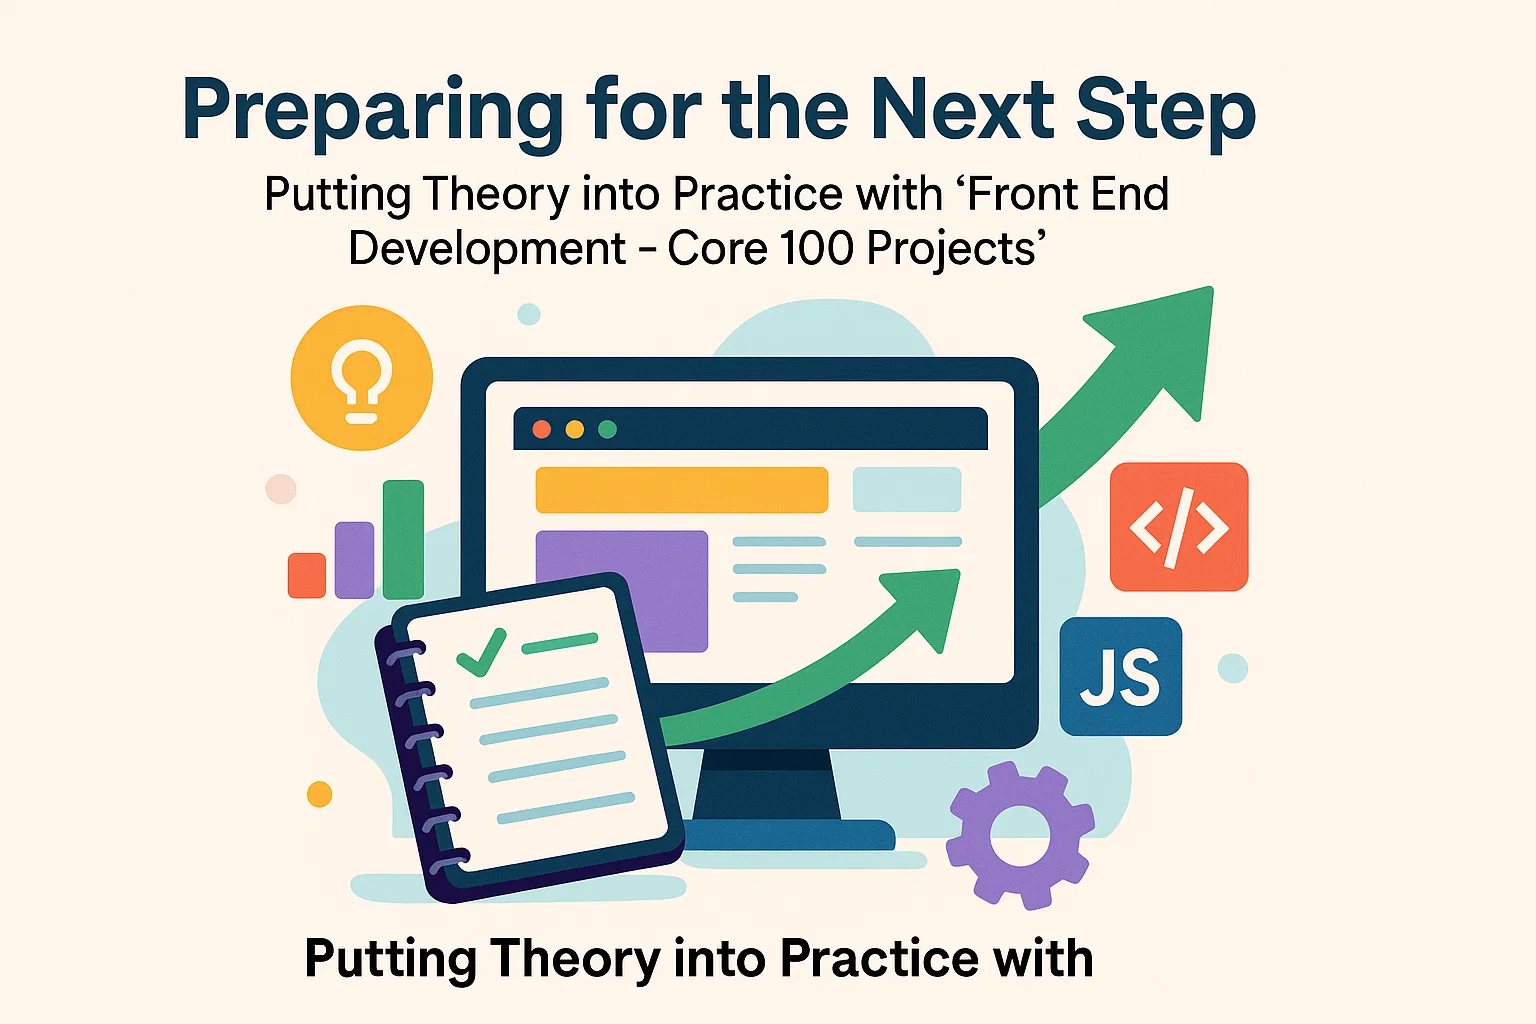 Preparing for the Next Step
Putting Theory into Practice with ‘Front End
Development – Core 100 Projects’
</>
JS
Putting Theory into Practice with